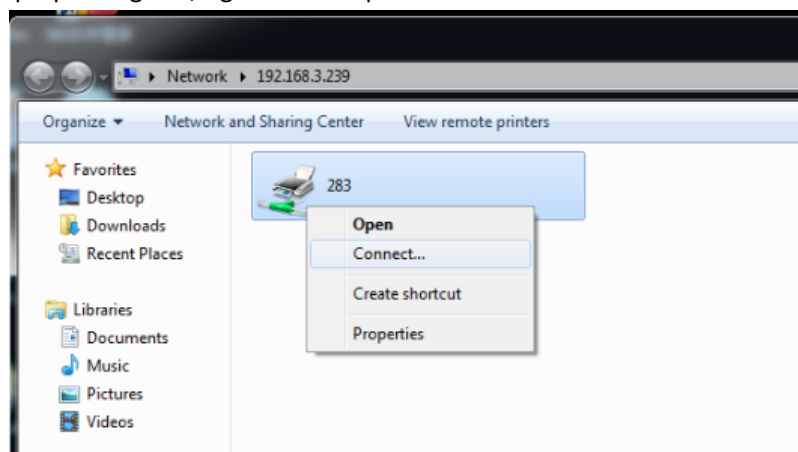 Network ▸ 192.168.3.239
Organize Network and Sharing Center View remote printers
Favorites
Desktop
Downloads
Recent Places
Libraries
Documents
Music
Pictures
Videos
283
Open
Connect...
Create shortcut
Properties